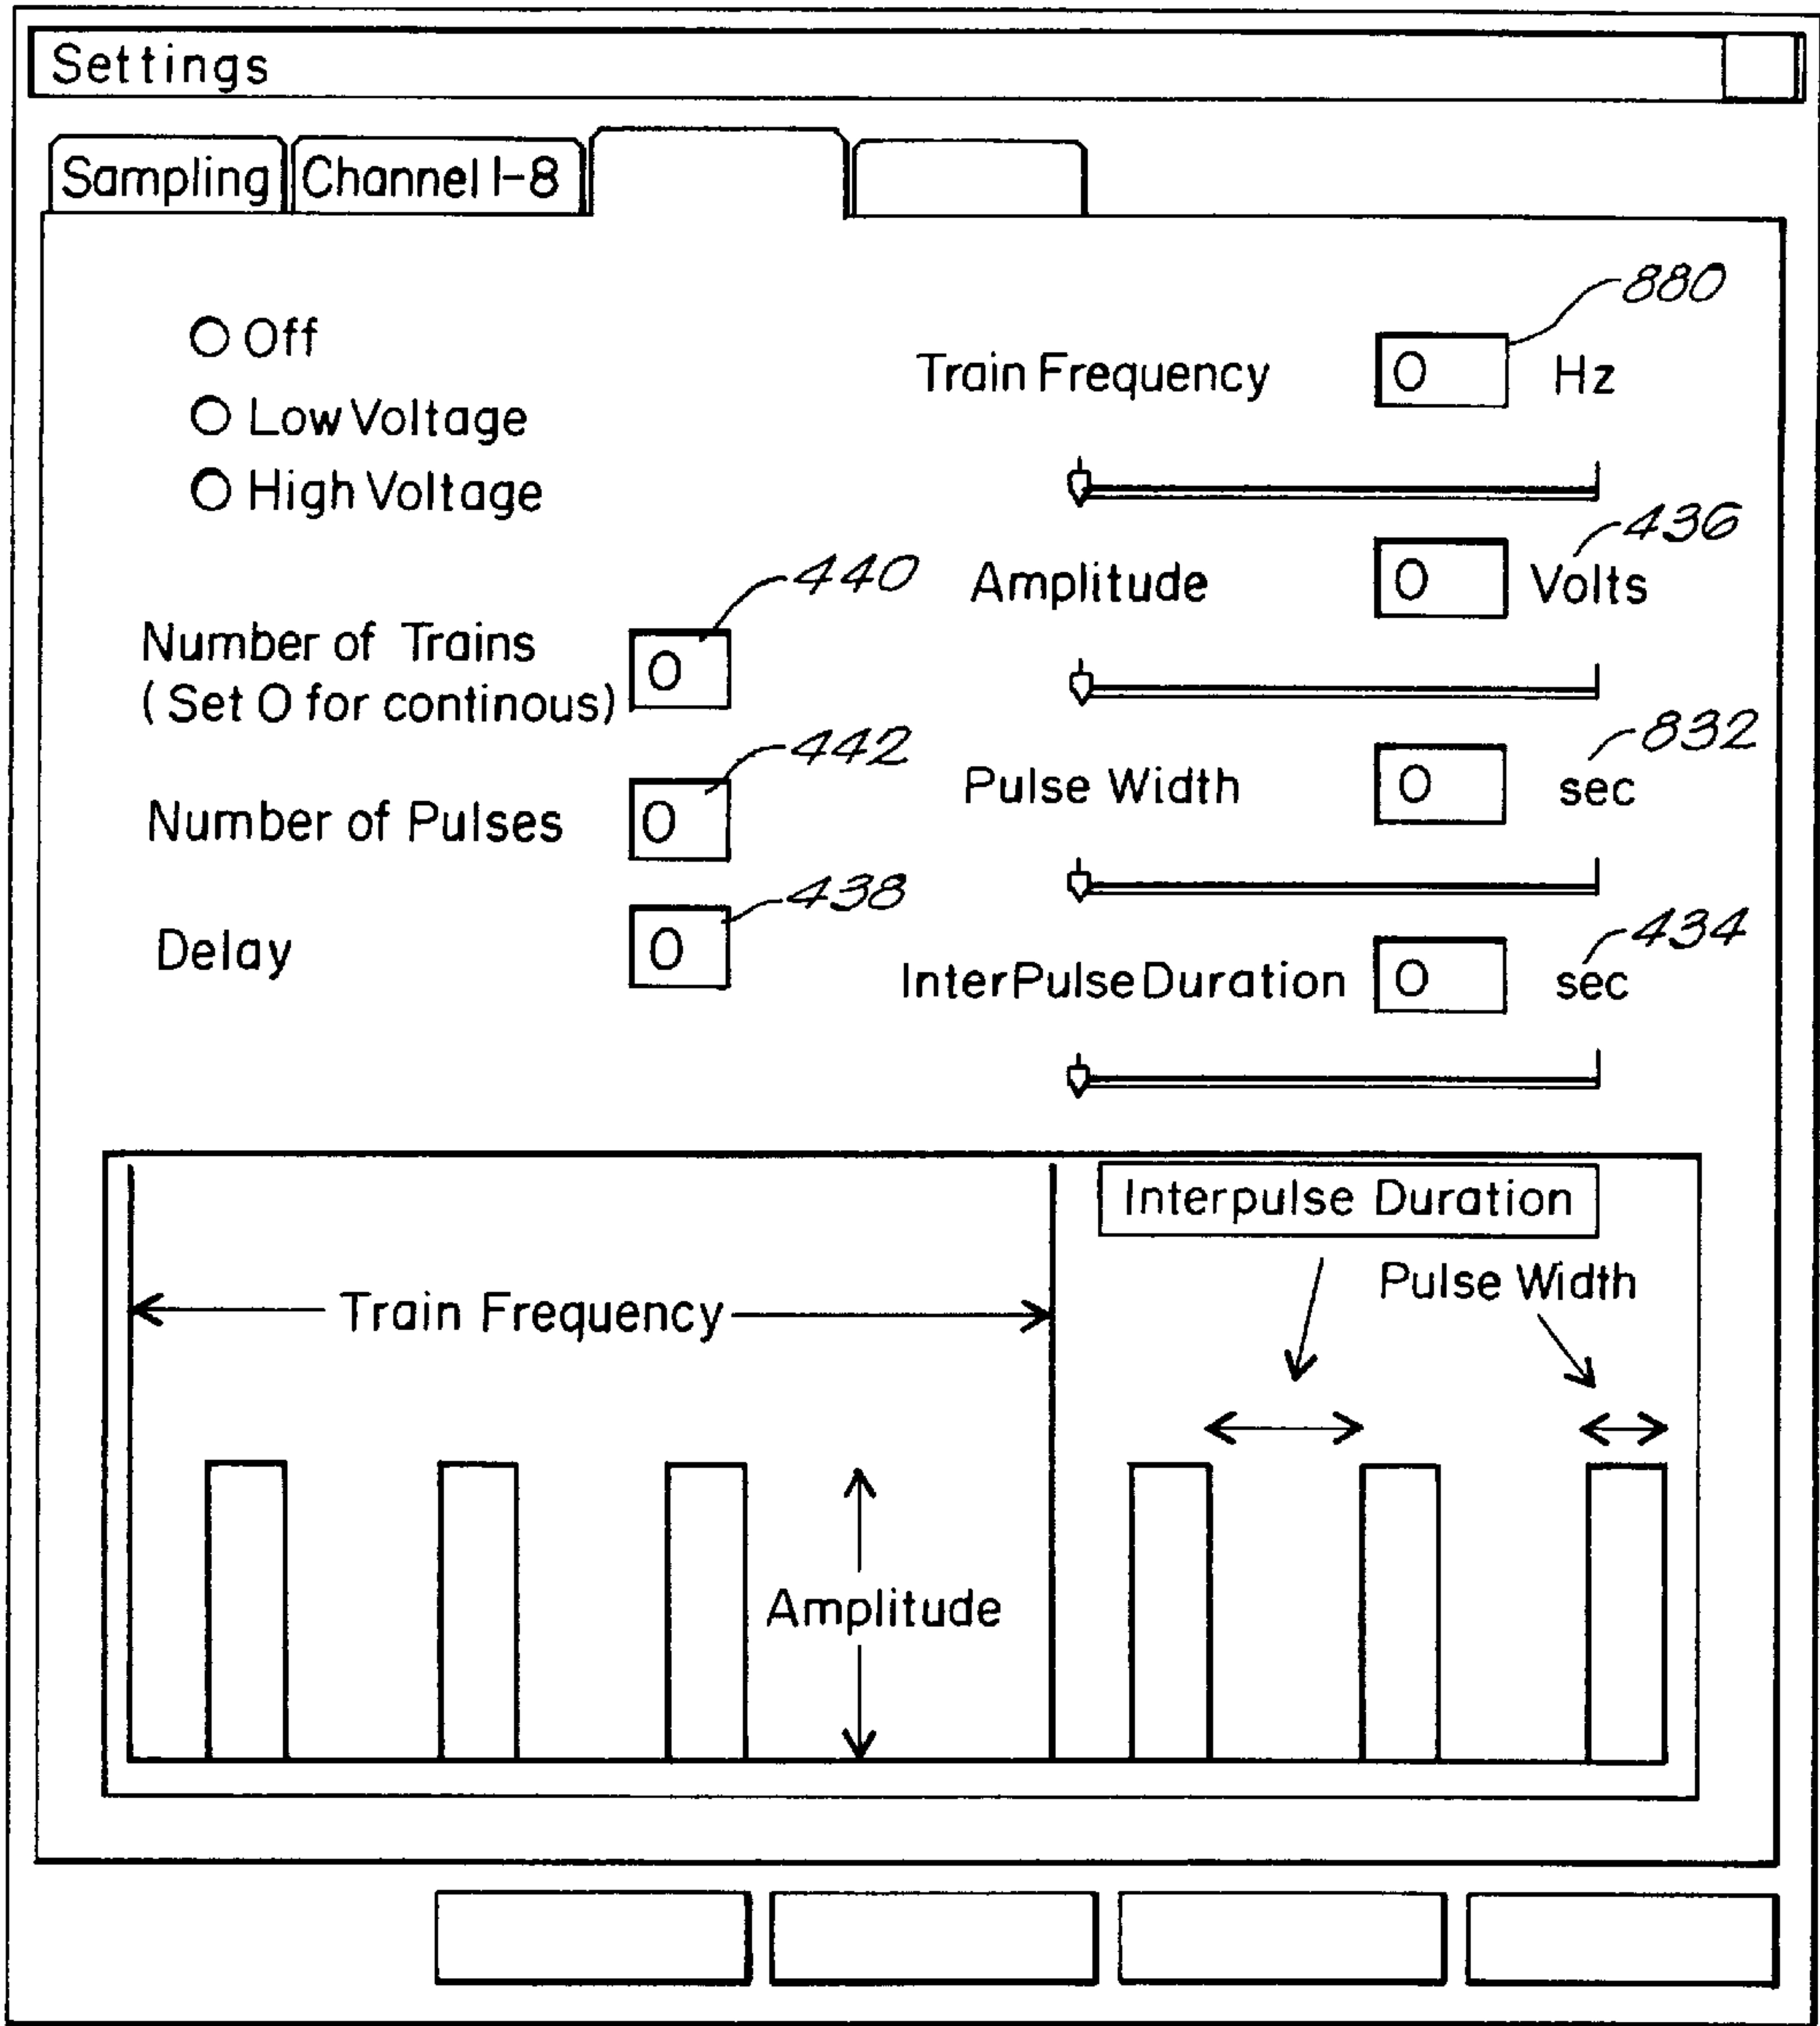 Settings
Sampling
Channel 1-8
Off
Low Voltage
High Voltage
Number of Trains
(Set 0 for continous)
0
440
Number of Pulses
0
442
Delay
0
438
Train Frequency
0
Hz
880
Amplitude
0
Volts
436
Pulse Width
0
sec
832
InterPulse Duration
0
sec
434
Interpulse Duration
Pulse Width
Train Frequency
Amplitude